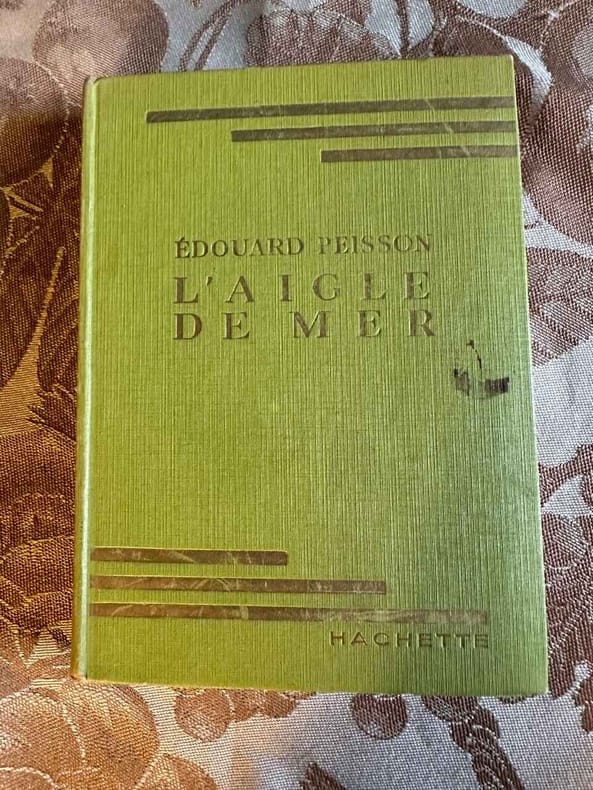 ÉDOUARD PEISSON
L'AIGLE
DE MER
HACHETTE